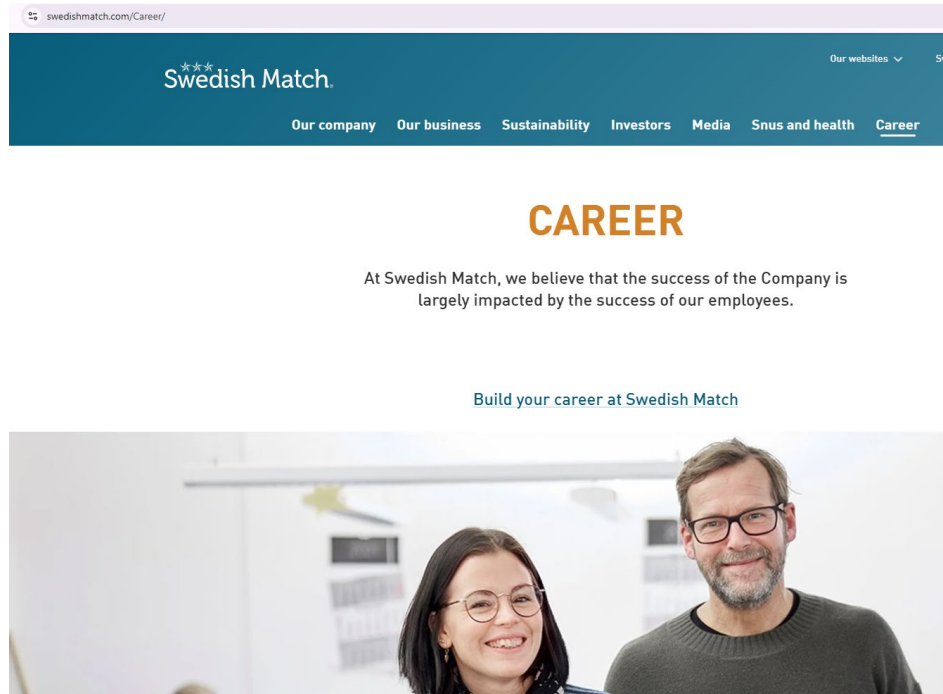 swedishmatch.com/Career/
Our websites
Swedish Match.
Our company Our business Sustainability Investors Media Snus and health Career
CAREER
At Swedish Match, we believe that the success of the Company is
largely impacted by the success of our employees.
Build your career at Swedish Match